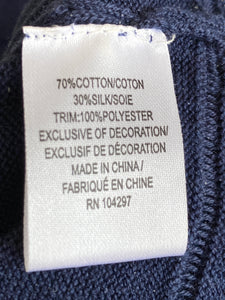 70%COTTON/COTON
30%SILK/SOIE
TRIM:100%POLYESTER
EXCLUSIVE OF DECORATION/
EXCLUSIF DE DÉCORATION
MADE IN CHINA/
FABRIQUÉ EN CHINE
RN 104297